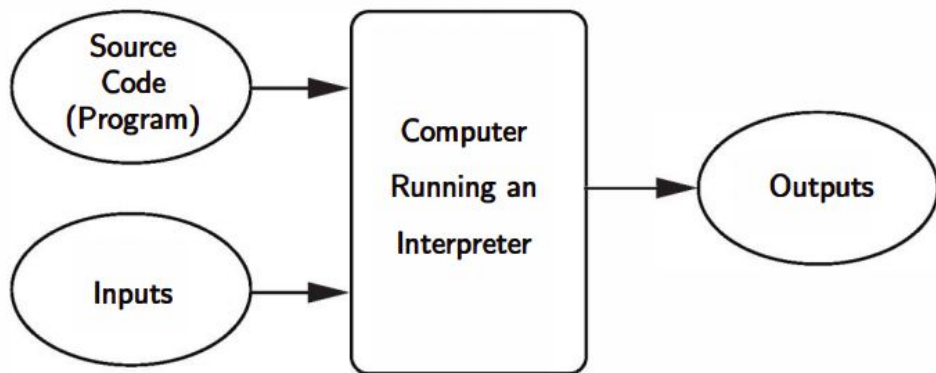 Source
Code
(Program)
Inputs
Computer
Running an
Interpreter
Outputs